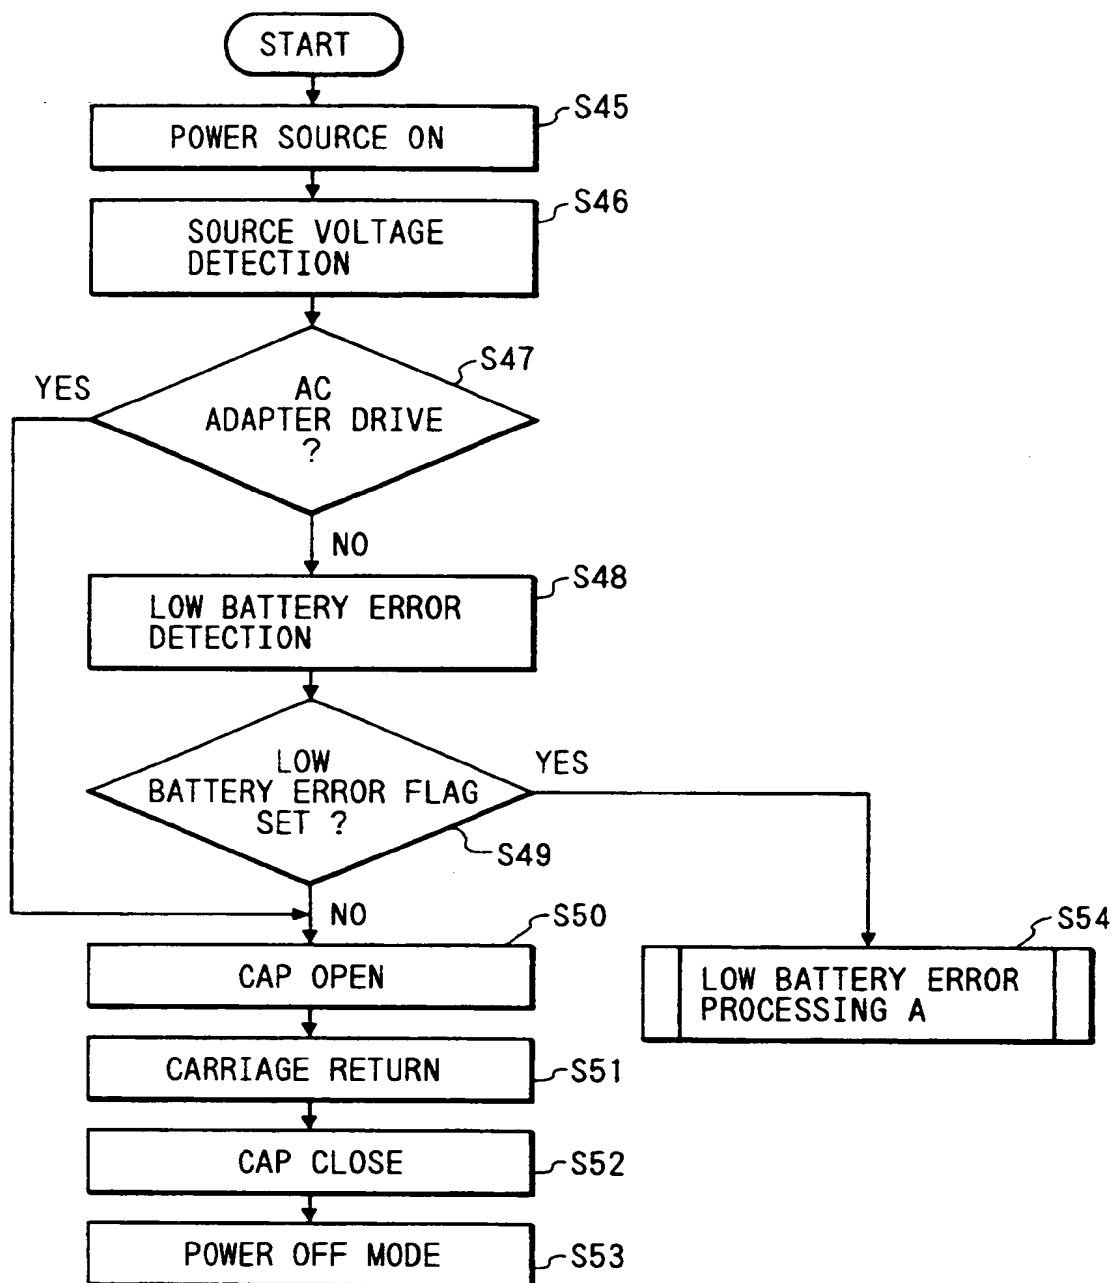 START
S45
POWER SOURCE ON
S46
SOURCE VOLTAGE
DETECTION
S47
YES
AC
ADAPTER DRIVE
?
NO
S48
LOW BATTERY ERROR
DETECTION
LOW
BATTERY ERROR FLAG
SET ?
YES
S49
NO
S50
CAP OPEN
S54
LOW BATTERY ERROR
PROCESSING A
CARRIAGE RETURN
S51
CAP CLOSE
S52
POWER OFF MODE
S53